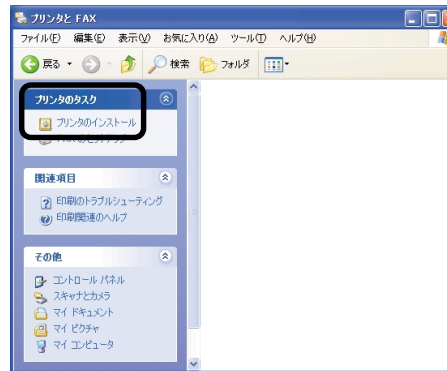 プリンタと FAX
ファイル(F) 編集(E) 表示(V) お気に入り(A) ツール(T) ヘルプ(H)
戻る 検索 フォルダ
プリンタのタスク
プリンタのインストール
関連項目
印刷のトラブルシューティング
印刷関連のヘルプ
その他
コントロール パネル
スキャナとカメラ
マイ ドキュメント
マイ ピクチャ
マイ コンピュータ